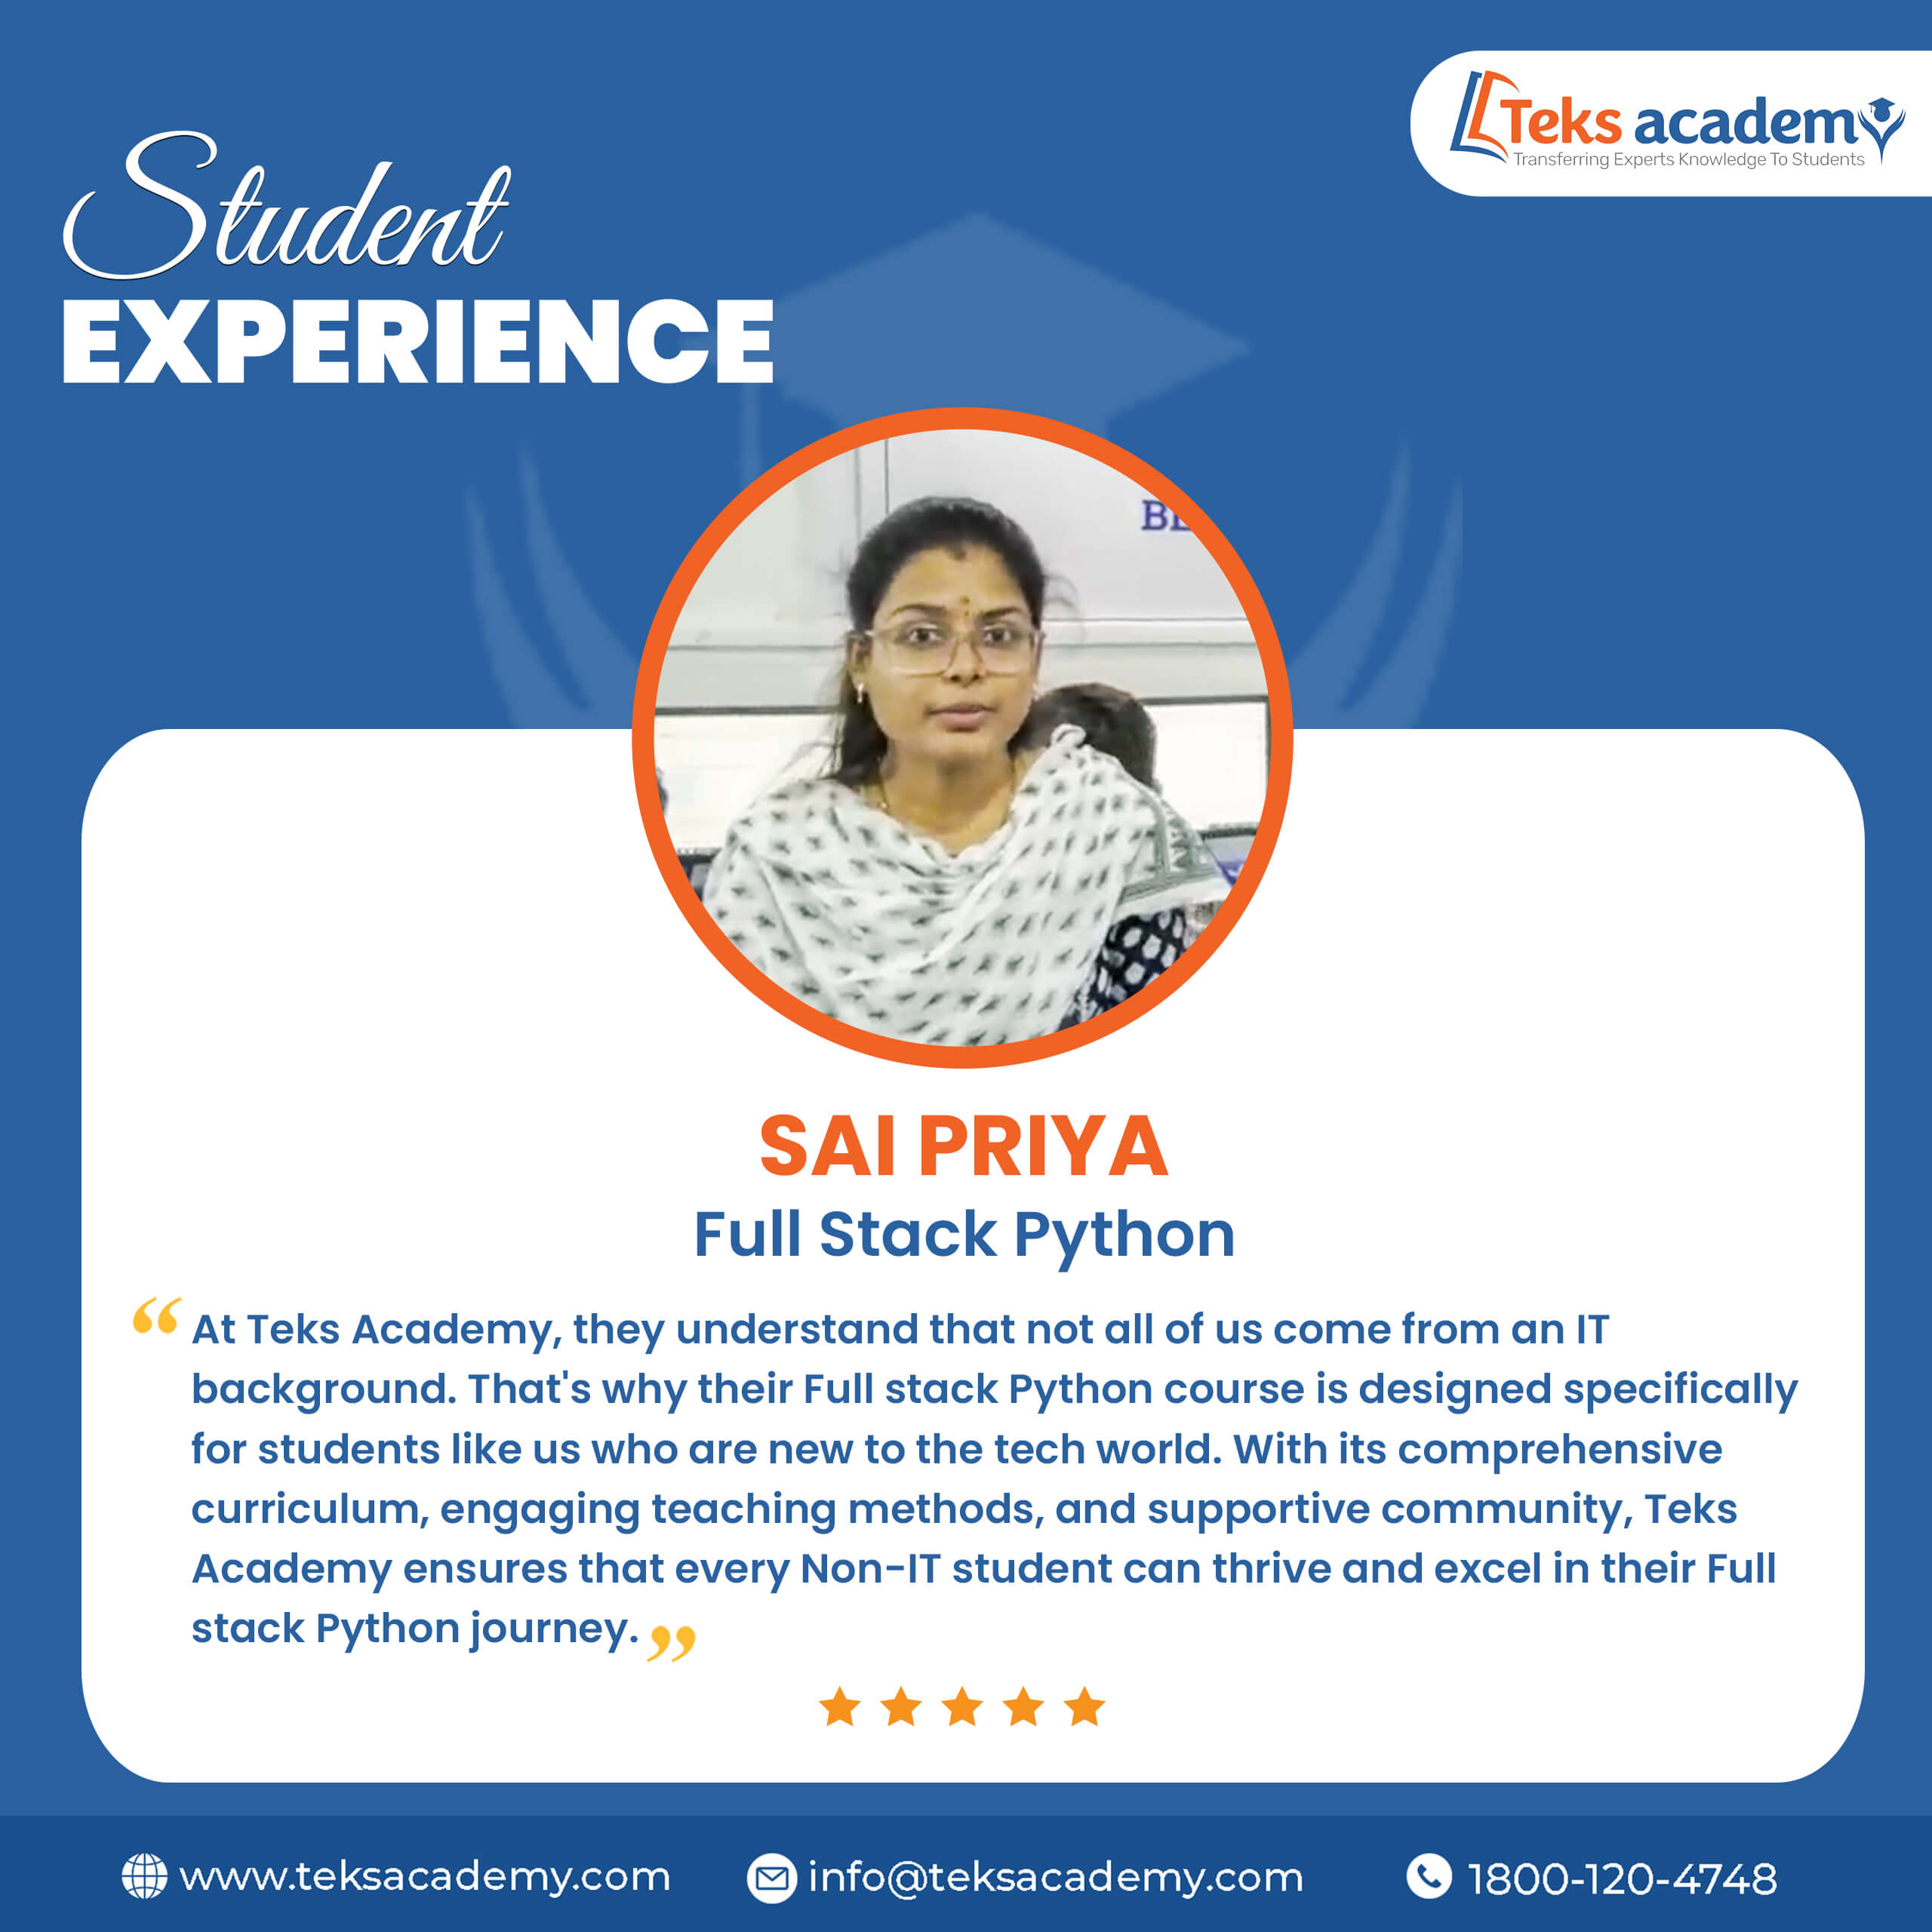 Teks academy
Transferring Experts Knowledge To Students
Student
EXPERIENCE
SAI PRIYA
Full Stack Python
“ At Teks Academy, they understand that not all of us come from an IT
background. That's why their Full stack Python course is designed specifically
for students like us who are new to the tech world. With its comprehensive
curriculum, engaging teaching methods, and supportive community, Teks
Academy ensures that every Non-IT student can thrive and excel in their Full
stack Python journey. ”
www.teksacademy.com
info@teksacademy.com
1800-120-4748